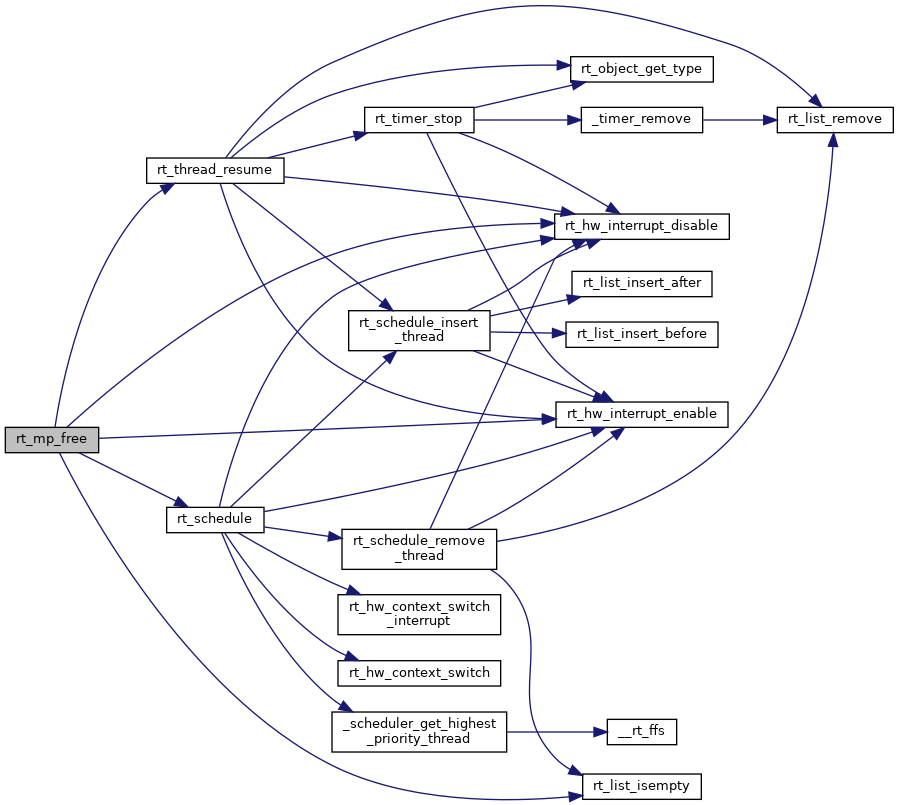 rt_object_get_type
rt_timer_stop
_timer_remove
rt_list_remove
rt_thread_resume
rt_hw_interrupt_disable
rt_list_insert_after
rt_schedule_insert
_thread
rt_list_insert_before
rt_hw_interrupt_enable
rt_mp_free
rt_schedule
rt_schedule_remove
_thread
rt_hw_context_switch
_interrupt
rt_hw_context_switch
_scheduler_get_highest
_priority_thread
__rt_ffs
rt_list_isempty